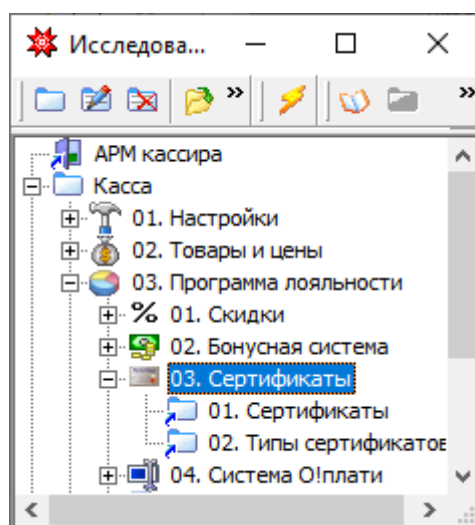 Исследова...
АРМ кассира
Касса
01. Настройки
02. Товары и цены
03. Программа лояльности
% 01. Скидки
02. Бонусная система
03. Сертификаты
01. Сертификаты
02. Типы сертификатов
04. Система О!плати